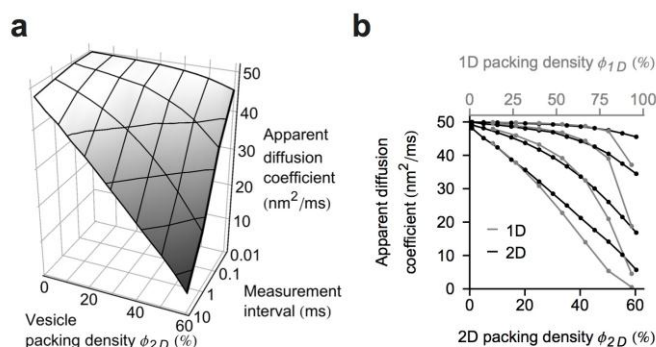 a
50
40
30
20
10
0.01
0.1
1
10
Apparent
diffusion
coefficient
(nm²/ms)
0
20
40
60
Vesicle
packing density ϕ2D (%)
Measurement
interval (ms)
b
1D packing density ϕ1D (%)
0 25 50 75 100
Apparent diffusion
coefficient (nm²/ms)
50
40
30
20
10
0
1D
2D
0 10 20 30 40 50 60
2D packing density ϕ2D (%)